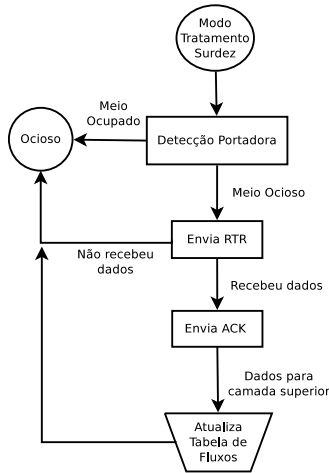 Modo
Tratamento
Surdez
Meio
Ocupado
Ocioso
Detecção Portadora
Meio Ocioso
Envia RTR
Não recebeu
dados
Recebeu dados
Envia ACK
Dados para
camada superior
Atualiza
Tabela de
Fluxos